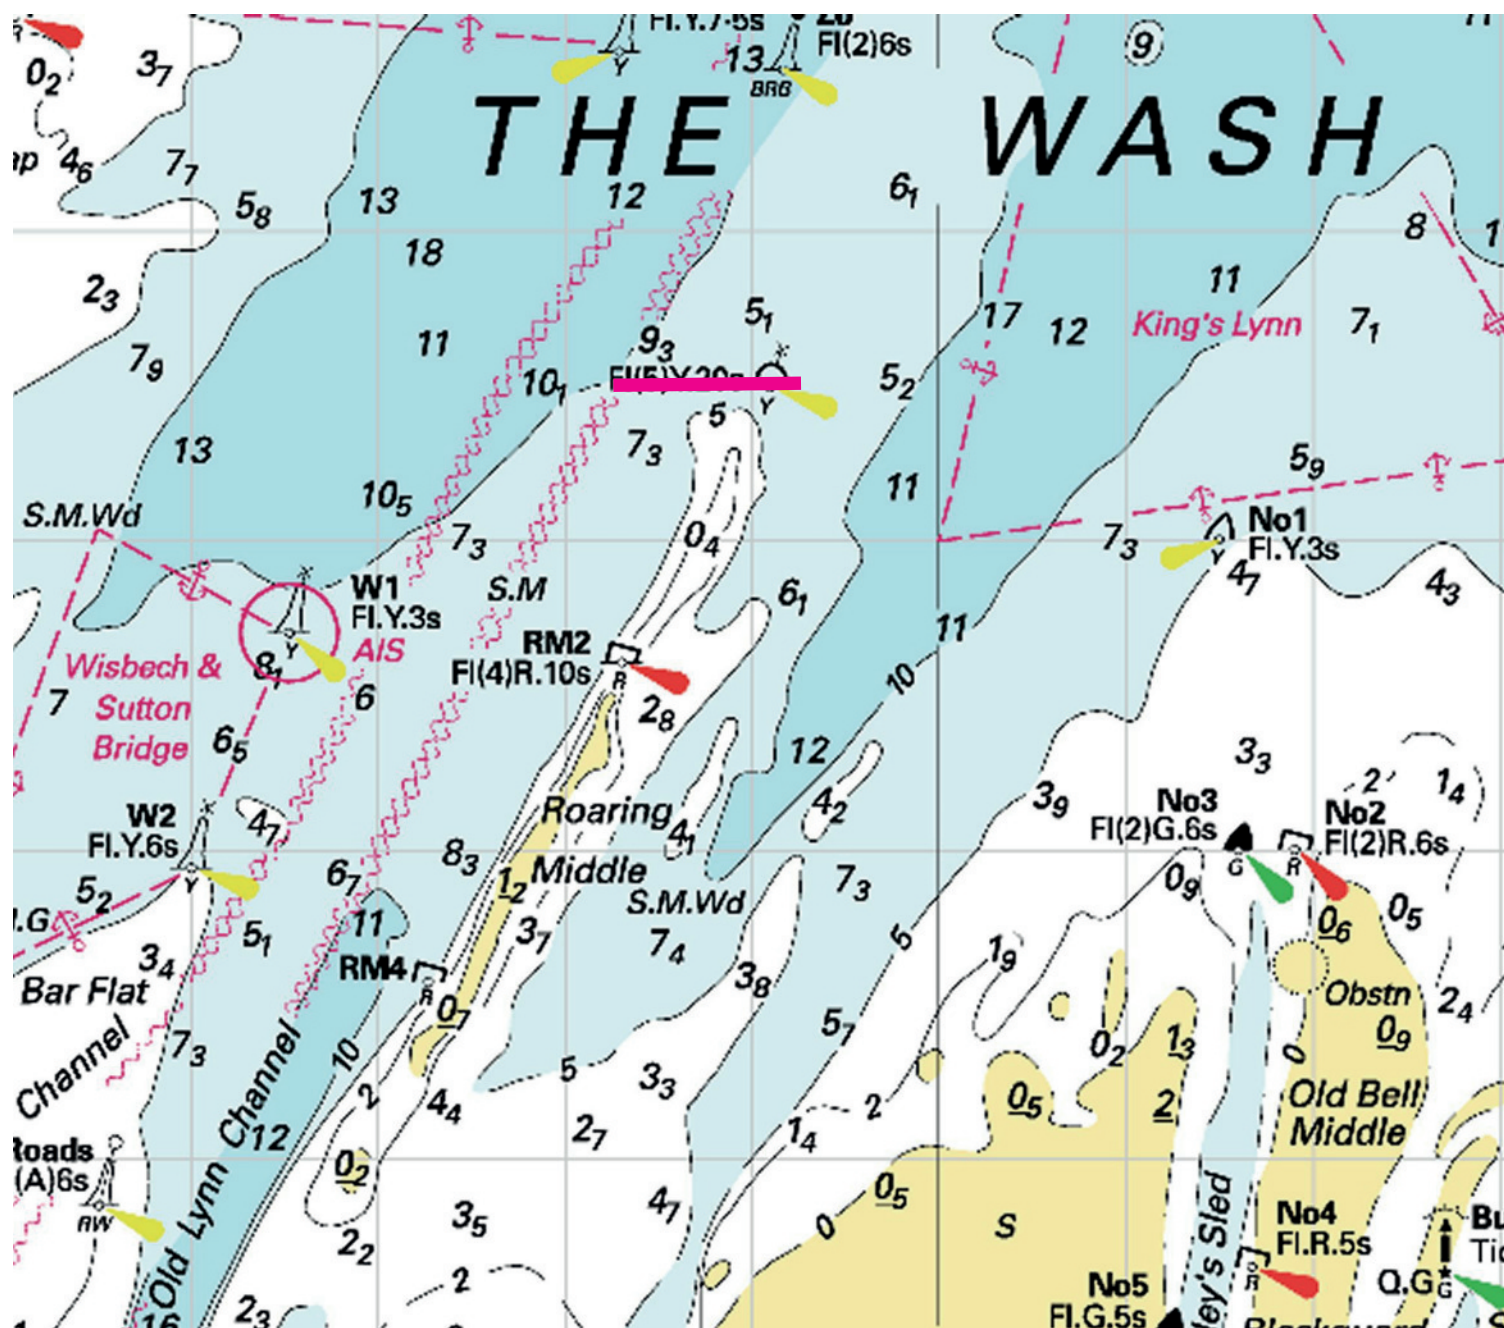 Fl.Y.7·5s
Fl(2)6s
BRB
13
9
0₂
3₇
THE WASH
4₆
7₇
5₈
13
12
6₁
8
18
2₃
11
11
5₁
17
12
King's Lynn
7₁
7₉
9₃
10₁
5₂
Y
5
13
7₃
5₉
10₅
11
S.M.Wd
7₃
0₄
7₃
No1
Fl.Y.3s
Y
4₇
4₃
W1
Fl.Y.3s
AIS
Y
S.M
6₁
11
RM2
Fl(4)R.10s
R
Wisbech &
Sutton
Bridge
8₁
7
6
2₈
10
6₅
12
3₃
W2
Fl.Y.6s
Y
4₇
Roaring
Middle
4₁
4₂
3₉
2
1₄
No3
Fl(2)G.6s
G
No2
Fl(2)R.6s
R
8₃
5₂
6₇
1₂
S.M.Wd
7₃
0₉
0₆
0₅
.G
5₁
11
3₇
7₄
5
1₉
3₄
Bar Flat
Channel
RM4
R
3₈
Obstn
2₄
0₇
5₇
7₃
10
0₂
1₃
0
0₉
5
3₃
2
4₄
2
0₅
2
Old Bell
Middle
12
2₇
1₄
Roads
(A)6s
RW
0₂
Old Lynn Channel
4₇
0₅
3₅
0
S
No4
Fl.R.5s
R
2₂
2
Q.G
G
No5
Fl.G.5s
2₃
16
2
ley's Sled